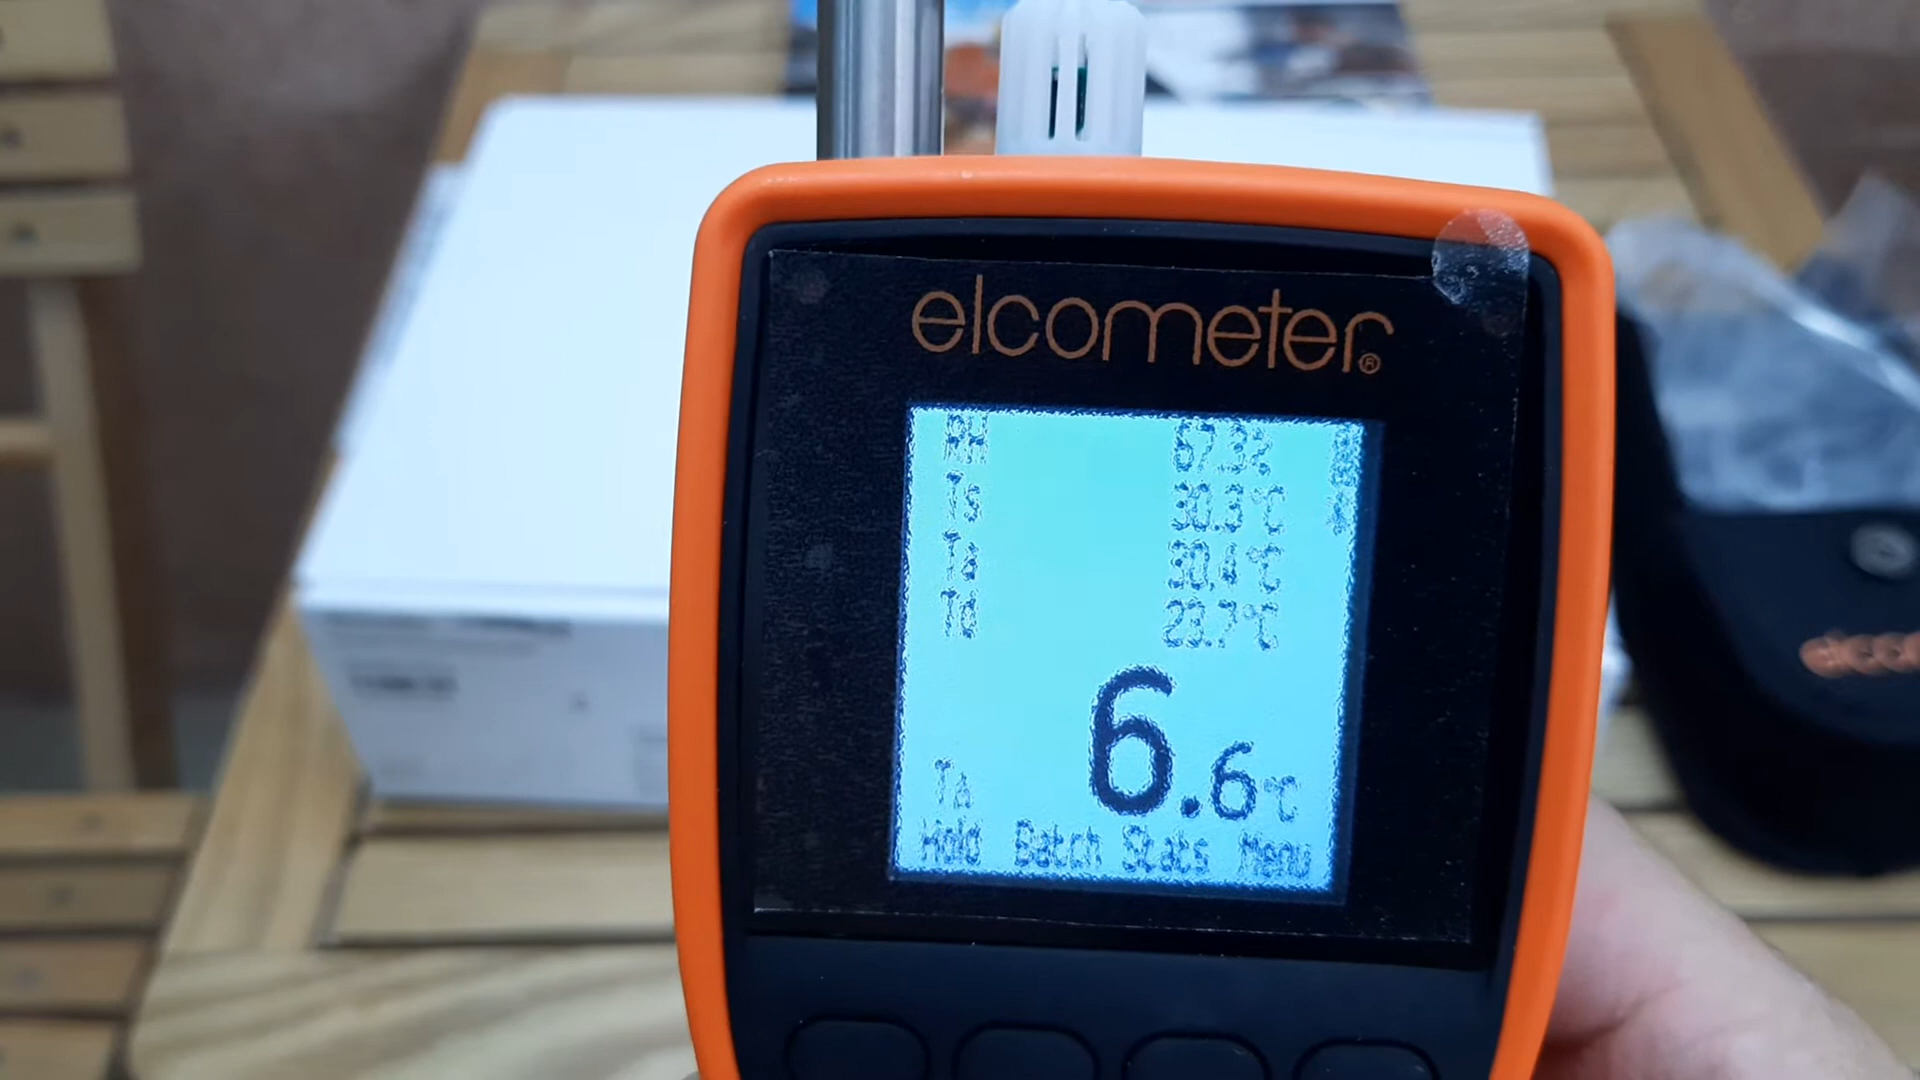 elcometer®
RH 67.3%
Ts 30.3°C
Ta 30.4°C
Td 23.7°C
6.6°C
Hold Batch Stats Menu